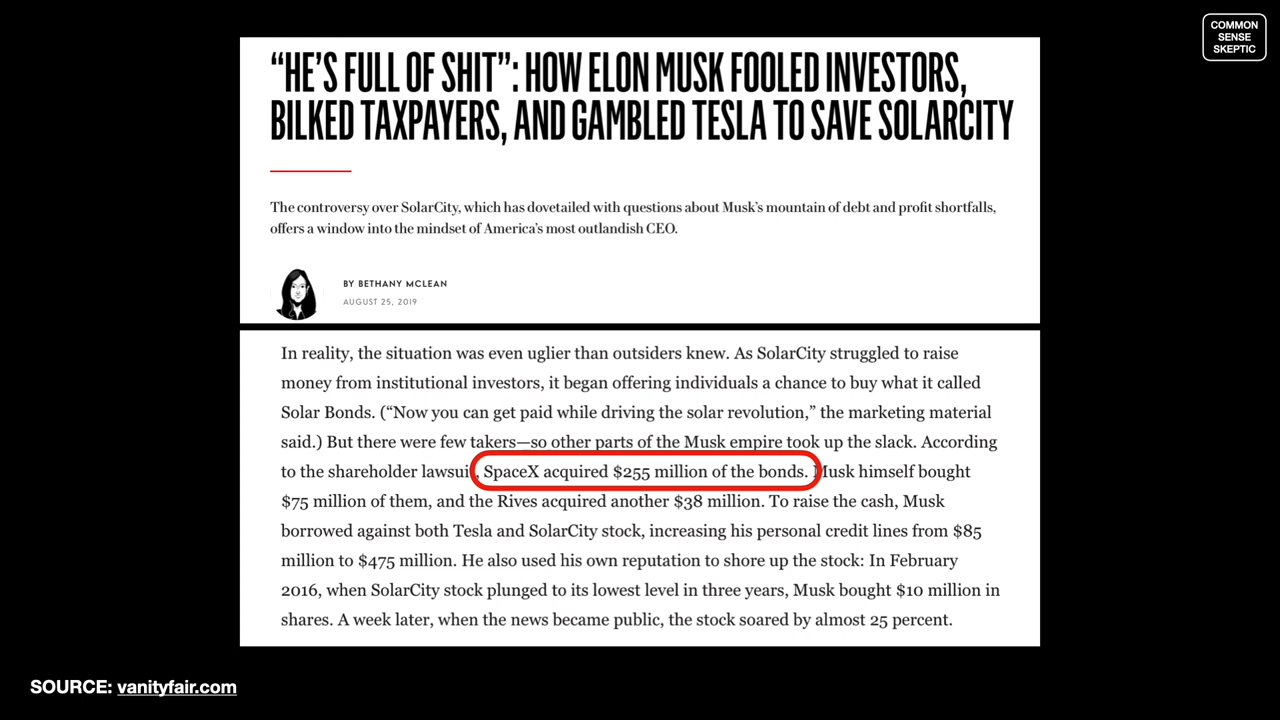 COMMON
SENSE
SKEPTIC
“HE’S FULL OF SHIT”: HOW ELON MUSK FOOLED INVESTORS,
BILKED TAXPAYERS, AND GAMBLED TESLA TO SAVE SOLARCITY
The controversy over SolarCity, which has dovetailed with questions about Musk’s mountain of debt and profit shortfalls,
offers a window into the mindset of America’s most outlandish CEO.
BY BETHANY MCLEAN
AUGUST 25, 2019
In reality, the situation was even uglier than outsiders knew. As SolarCity struggled to raise
money from institutional investors, it began offering individuals a chance to buy what it called
Solar Bonds. (“Now you can get paid while driving the solar revolution,” the marketing material
said.) But there were few takers—so other parts of the Musk empire took up the slack. According
to the shareholder lawsuit, SpaceX acquired $255 million of the bonds. Musk himself bought
$75 million of them, and the Rives acquired another $38 million. To raise the cash, Musk
borrowed against both Tesla and SolarCity stock, increasing his personal credit lines from $85
million to $475 million. He also used his own reputation to shore up the stock: In February
2016, when SolarCity stock plunged to its lowest level in three years, Musk bought $10 million in
shares. A week later, when the news became public, the stock soared by almost 25 percent.
SOURCE: vanityfair.com